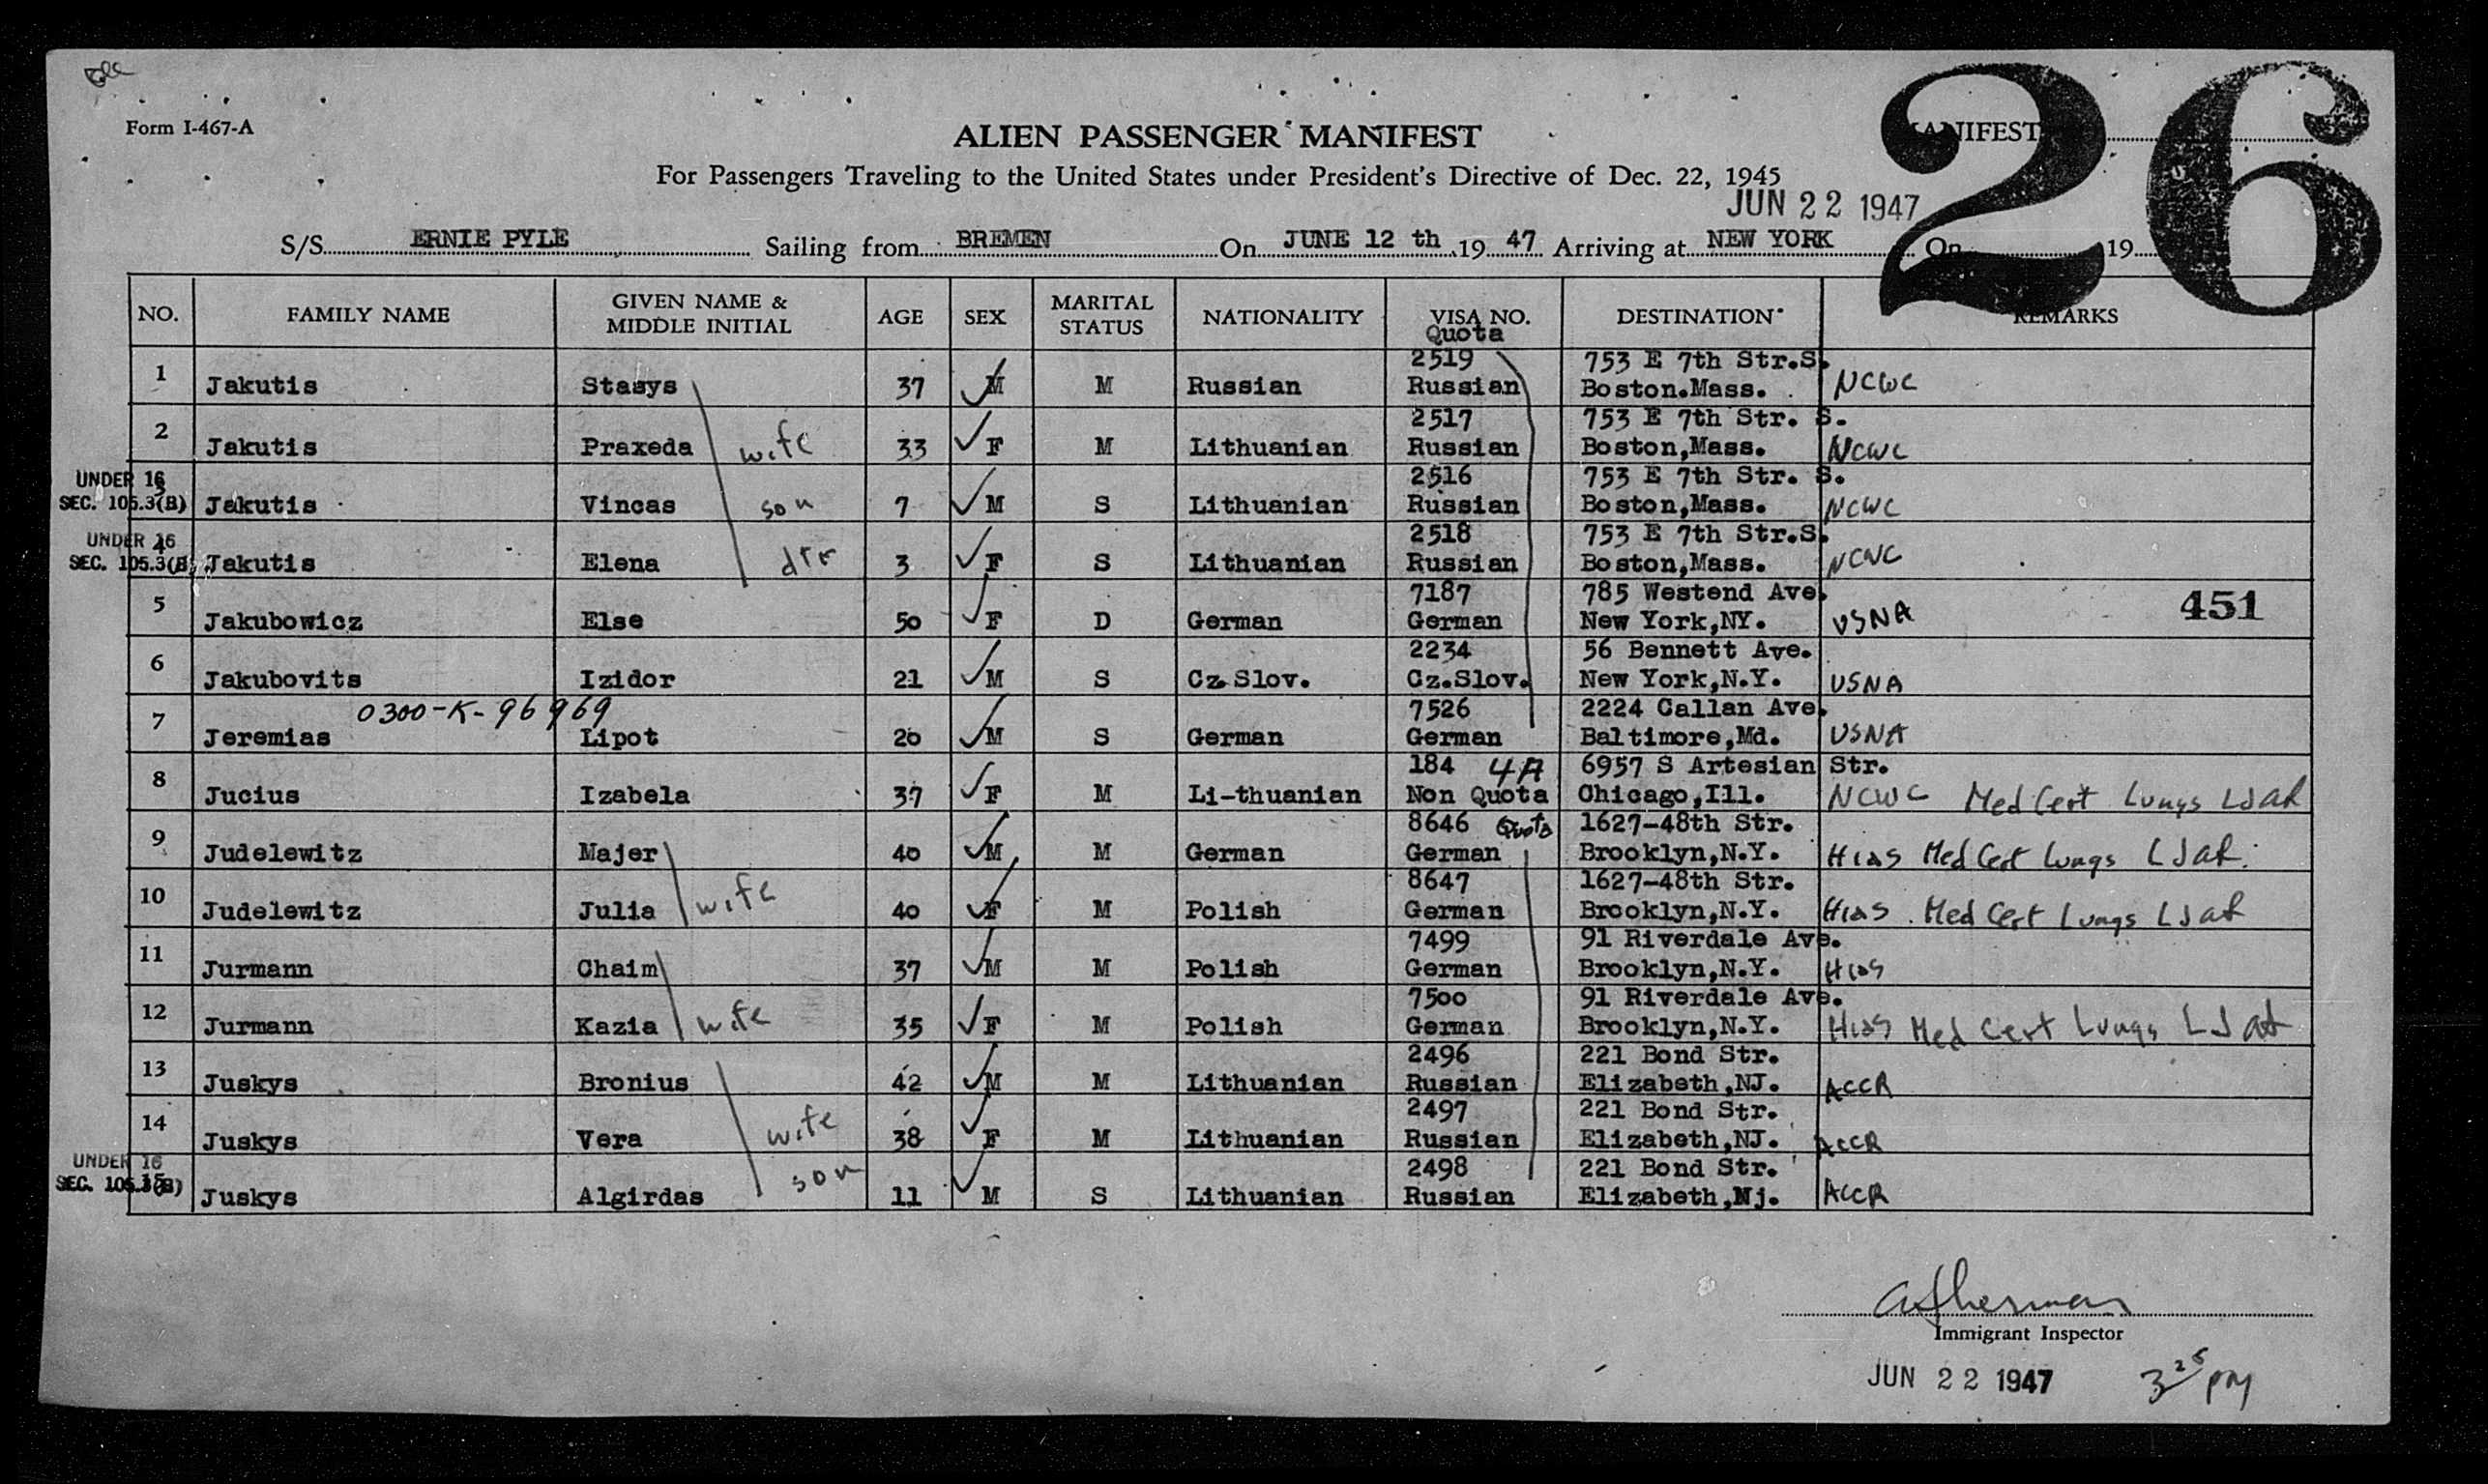 Form I-467-A
ALIEN PASSENGER MANIFEST
MANIFEST
26
For Passengers Traveling to the United States under President's Directive of Dec. 22, 1945
JUN 22 1947
S/S ERNIE PYLE Sailing from BREMEN On JUNE 12 th 19 47 Arriving at NEW YORK On 19
NO. FAMILY NAME GIVEN NAME & MIDDLE INITIAL AGE SEX MARITAL STATUS NATIONALITY VISA NO. DESTINATION REMARKS
Quota
1 2519 753 E 7th Str.S.
Jakutis Stasys 37 M M Russian Russian Boston.Mass. NCWC
2 2517 753 E 7th Str. S.
Jakutis Praxeda wife 33 F M Lithuanian Russian Boston,Mass. NCWC
UNDER 16 3 2516 753 E 7th Str. S.
SEC. 105.3(B) Jakutis Vincas son 7 M S Lithuanian Russian Boston,Mass. NCWC
UNDER 16 4 2518 753 E 7th Str.S.
SEC. 105.3(B) Jakutis Elena dtr 3 F S Lithuanian Russian Boston,Mass. NCWC
5 7187 785 Westend Ave.
Jakubowicz Else 50 F D German German New York,NY. USNA 451
6 2234 56 Bennett Ave.
Jakubovits Izidor 21 M S Cz.Slov. Cz.Slov. New York,N.Y. USNA
7 0300-K-96969 7526 2224 Callan Ave.
Jeremias Lipot 20 M S German German Baltimore,Md. USNA
8 184 4A 6957 S Artesian Str.
Jucius Izabela 37 F M Li-thuanian Non Quota Chicago,Ill. NCWC Med Cert Lungs
9 8646 Quota 1627-48th Str.
Judelewitz Majer 40 M M German German Brooklyn,N.Y. Hias Med Cert Lungs
10 8647 1627-48th Str.
Judelewitz Julia wife 40 F M Polish German Brooklyn,N.Y. Hias Med Cert Lungs
11 7499 91 Riverdale Ave.
Jurmann Chaim 37 M M Polish German Brooklyn,N.Y. Hias
12 7500 91 Riverdale Ave.
Jurmann Kazia wife 35 F M Polish German Brooklyn,N.Y. Hias Med Cert Lungs
13 2496 221 Bond Str.
Juskys Bronius 42 M M Lithuanian Russian Elizabeth,NJ. ACCR
14 2497 221 Bond Str.
Juskys Vera wife 38 F M Lithuanian Russian Elizabeth,NJ. ACCR
UNDER 16 15 2498 221 Bond Str.
SEC. 105.3(B) Juskys Algirdas son 11 M S Lithuanian Russian Elizabeth,Nj. ACCR
Immigrant Inspector
JUN 22 1947 3 25 PM